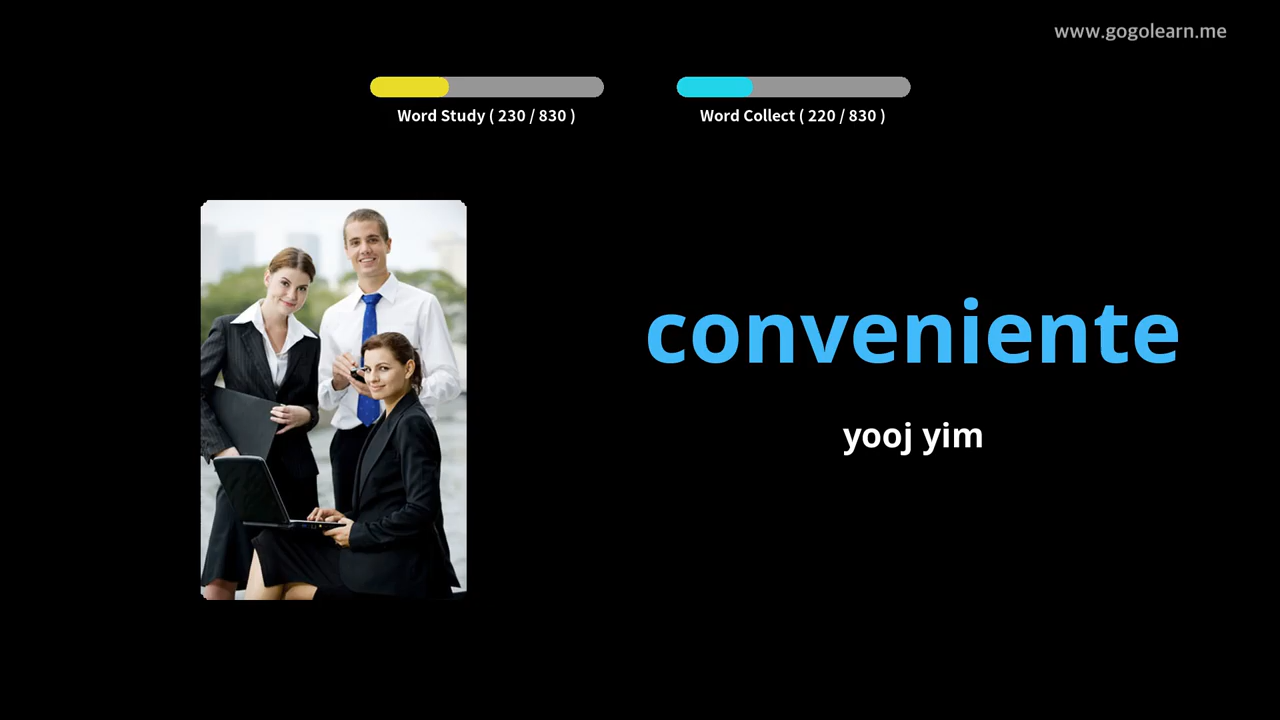 www.gogolearn.me
Word Study ( 230 / 830 )
Word Collect ( 220 / 830 )
conveniente
yooj yim